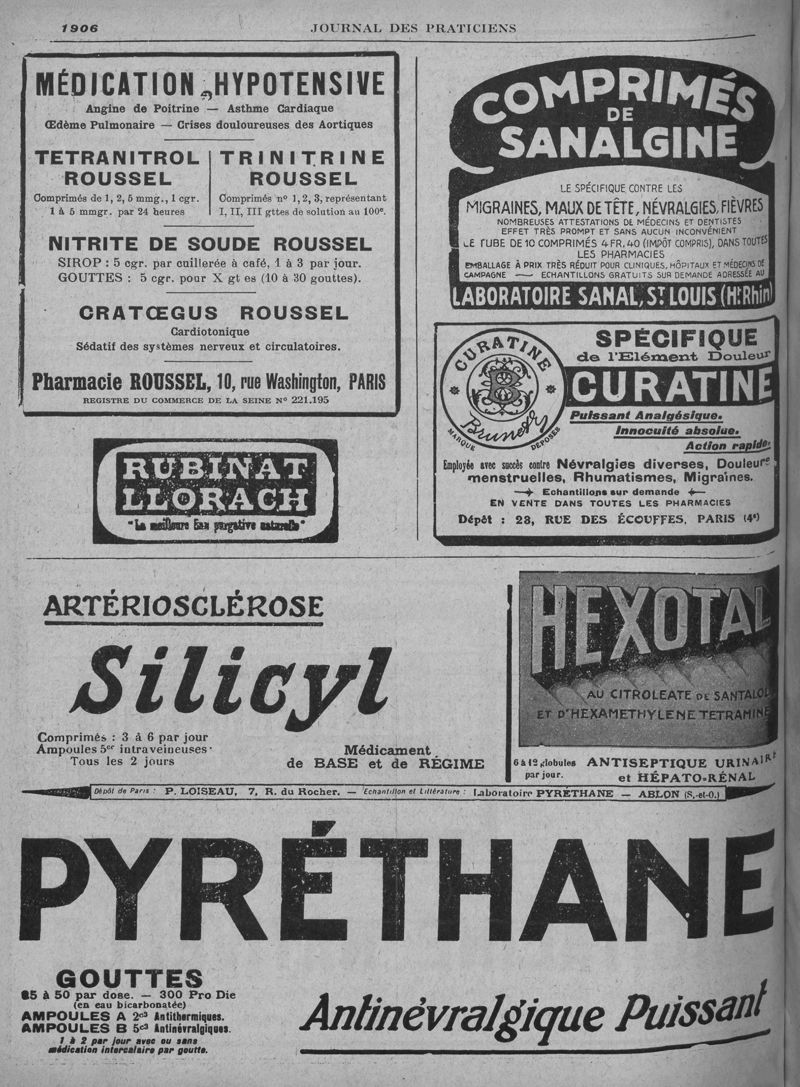 1906
JOURNAL DES PRATICIENS
MÉDICATION HYPOTENSIVE
Angine de Poitrine — Asthme Cardiaque
Œdème Pulmonaire — Crises douloureuses des Aortiques
TETRANITROL
ROUSSEL
Comprimés de 1, 2, 5 mmg., 1 cgr.
1 à 5 mmgr. par 24 heures
TRINITRINE
ROUSSEL
Comprimés nº 1, 2, 3, représentant
I, II, III gttes de solution au 100e.
NITRITE DE SOUDE ROUSSEL
SIROP : 5 cgr. par cuillerée à café, 1 à 3 par jour.
GOUTTES : 5 cgr. pour X gt es (10 à 30 gouttes).
CRATŒGUS ROUSSEL
Cardiotonique
Sédatif des systèmes nerveux et circulatoires.
Pharmacie ROUSSEL, 10, rue Washington, PARIS
REGISTRE DU COMMERCE DE LA SEINE Nº 221.195
RUBINAT
LLORACH
"La meilleure Eau purgative naturelle"
COMPRIMÉS
DE
SANALGINE
LE SPÉCIFIQUE CONTRE LES
MIGRAINES, MAUX DE TÊTE, NÉVRALGIES, FIÈVRES
NOMBREUSES ATTESTATIONS DE MÉDECINS ET DENTISTES
EFFET TRÈS PROMPT ET SANS AUCUN INCONVÉNIENT
LE TUBE DE 10 COMPRIMÉS 4 FR, 40 (IMPÔT COMPRIS), DANS TOUTES
LES PHARMACIES
EMBALLAGE À PRIX TRÈS RÉDUIT POUR CLINIQUES, HÔPITAUX ET MÉDECINS DE
CAMPAGNE — ECHANTILLONS GRATUITS SUR DEMANDE ADRESSÉE AU
LABORATOIRE SANAL, ST LOUIS (Ht Rhin)
CURATINE
Brunet
MARQUE DÉPOSÉE
SPÉCIFIQUE
de l'Elément Douleur
CURATINE
Puissant Analgésique.
Innocuité absolue.
Action rapide.
Employée avec succès contre Névralgies diverses, Douleurs
menstruelles, Rhumatismes, Migraines.
Echantillons sur demande
EN VENTE DANS TOUTES LES PHARMACIES
Dépôt : 23, RUE DES ÉCOUFFES, PARIS (4e)
ARTÉRIOSCLÉROSE
Silicyl
Comprimés : 3 à 6 par jour
Ampoules 5cc intraveineuses
Tous les 2 jours
Médicament
de BASE et de RÉGIME
HEXOTAL
AU CITROLEATE DE SANTALOL
ET D'HEXAMETHYLENE TETRAMINE
6 à 12 globules
par jour.
ANTISEPTIQUE URINAIRE
et HÉPATO-RÉNAL
Dépôt de Paris : P. LOISEAU, 7, R. du Rocher. — Echantillon et Littérature : Laboratoire PYRÉTHANE — ABLON (S.-et-O.)
PYRÉTHANE
GOUTTES
25 à 50 par dose. — 300 Pro Die
(en eau bicarbonatée)
AMPOULES A 2cs Antithermiques.
AMPOULES B 5cs Antinévralgiques.
1 à 2 par jour avec ou sans
médication intercalaire par goutte.
Antinévralgique Puissant